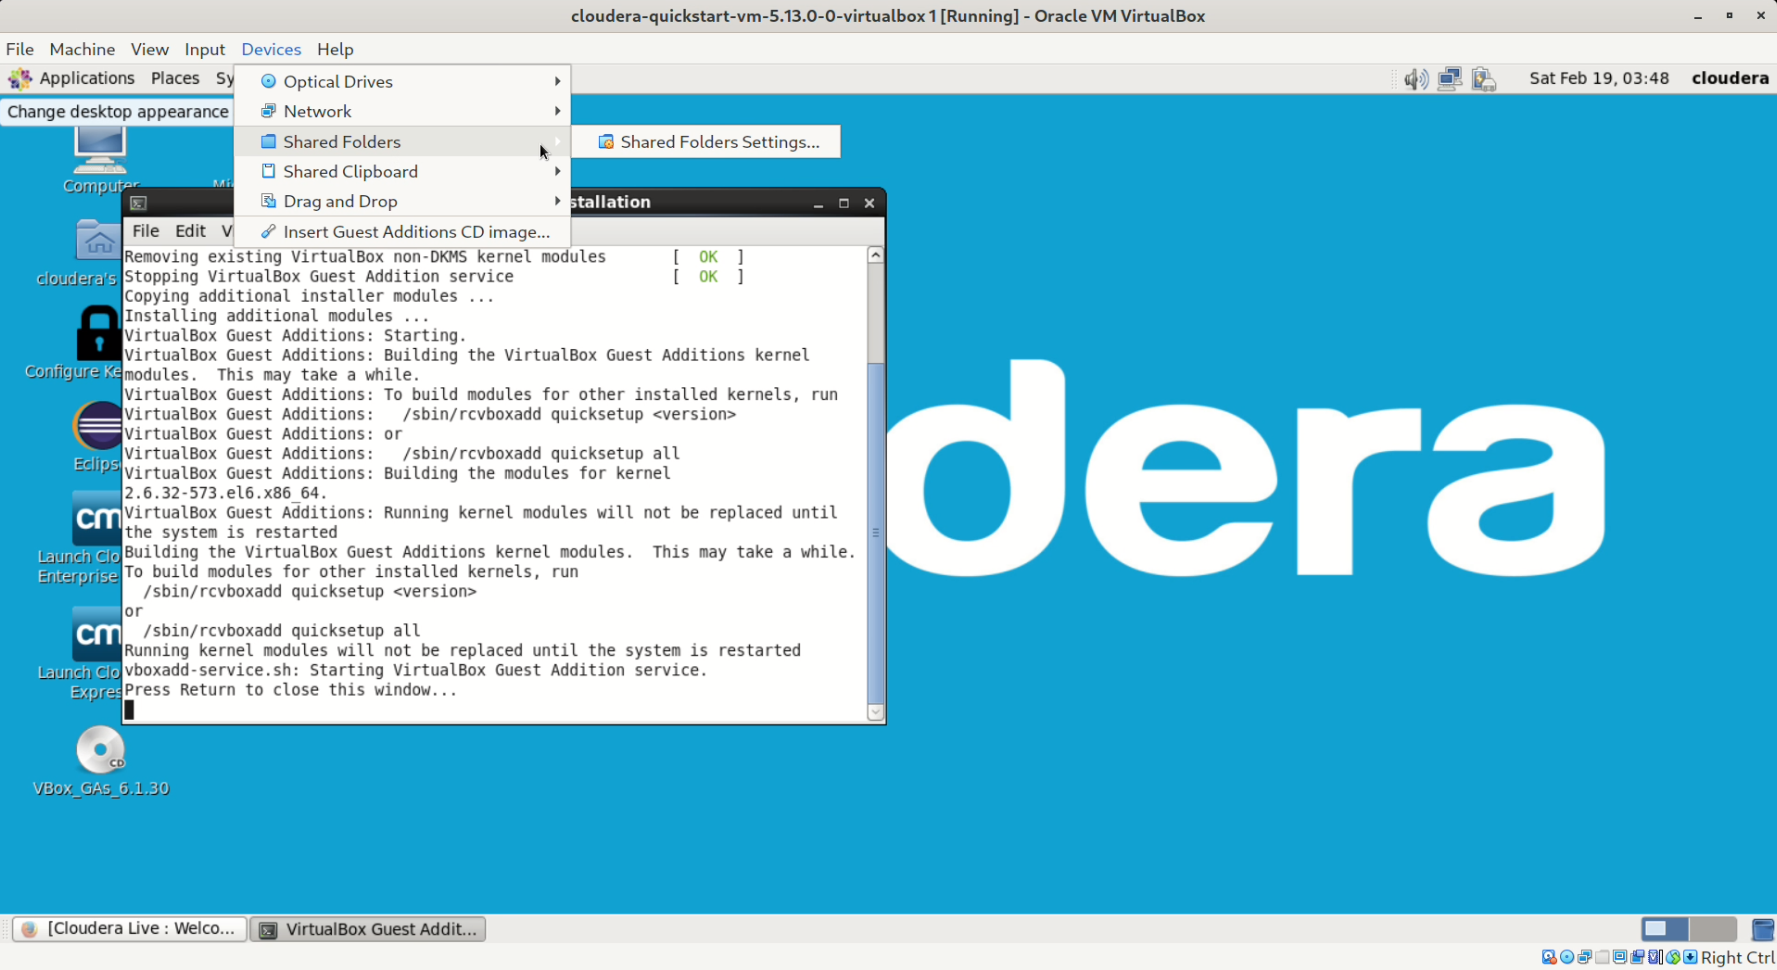 cloudera-quickstart-vm-5.13.0-0-virtualbox 1 [Running] - Oracle VM VirtualBox
File Machine View Input Devices Help
Applications Places Sy
Sat Feb 19, 03:48 cloudera
Optical Drives
Network
Shared Folders
Shared Clipboard
Drag and Drop
Insert Guest Additions CD image...
Shared Folders Settings...
Change desktop appearance
Computer
Mi
cloudera's
Configure Ke
Eclips
cm
Launch Clo
Enterprise
cm
Launch Clo
Expres
CD
VBox_GAs_6.1.30
stallation
File Edit V
Removing existing VirtualBox non-DKMS kernel modules [ OK ]
Stopping VirtualBox Guest Addition service [ OK ]
Copying additional installer modules ...
Installing additional modules ...
VirtualBox Guest Additions: Starting.
VirtualBox Guest Additions: Building the VirtualBox Guest Additions kernel
modules. This may take a while.
VirtualBox Guest Additions: To build modules for other installed kernels, run
VirtualBox Guest Additions: /sbin/rcvboxadd quicksetup <version>
VirtualBox Guest Additions: or
VirtualBox Guest Additions: /sbin/rcvboxadd quicksetup all
VirtualBox Guest Additions: Building the modules for kernel
2.6.32-573.el6.x86_64.
VirtualBox Guest Additions: Running kernel modules will not be replaced until
the system is restarted
Building the VirtualBox Guest Additions kernel modules. This may take a while.
To build modules for other installed kernels, run
/sbin/rcvboxadd quicksetup <version>
or
/sbin/rcvboxadd quicksetup all
Running kernel modules will not be replaced until the system is restarted
vboxadd-service.sh: Starting VirtualBox Guest Addition service.
Press Return to close this window...
dera
[Cloudera Live : Welco...
VirtualBox Guest Addit...
Right Ctrl